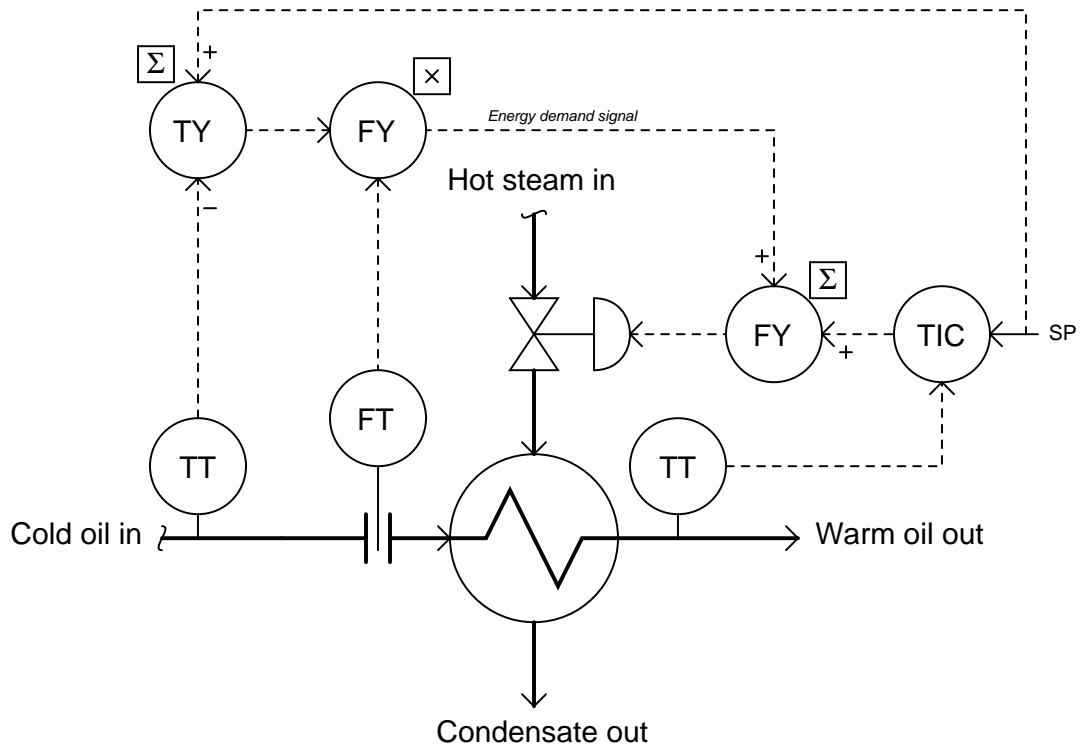 Σ
+
×
TY
FY
Energy demand signal
–
Hot steam in
+
Σ
FY
TIC
SP
+
FT
TT
TT
Cold oil in
Warm oil out
Condensate out